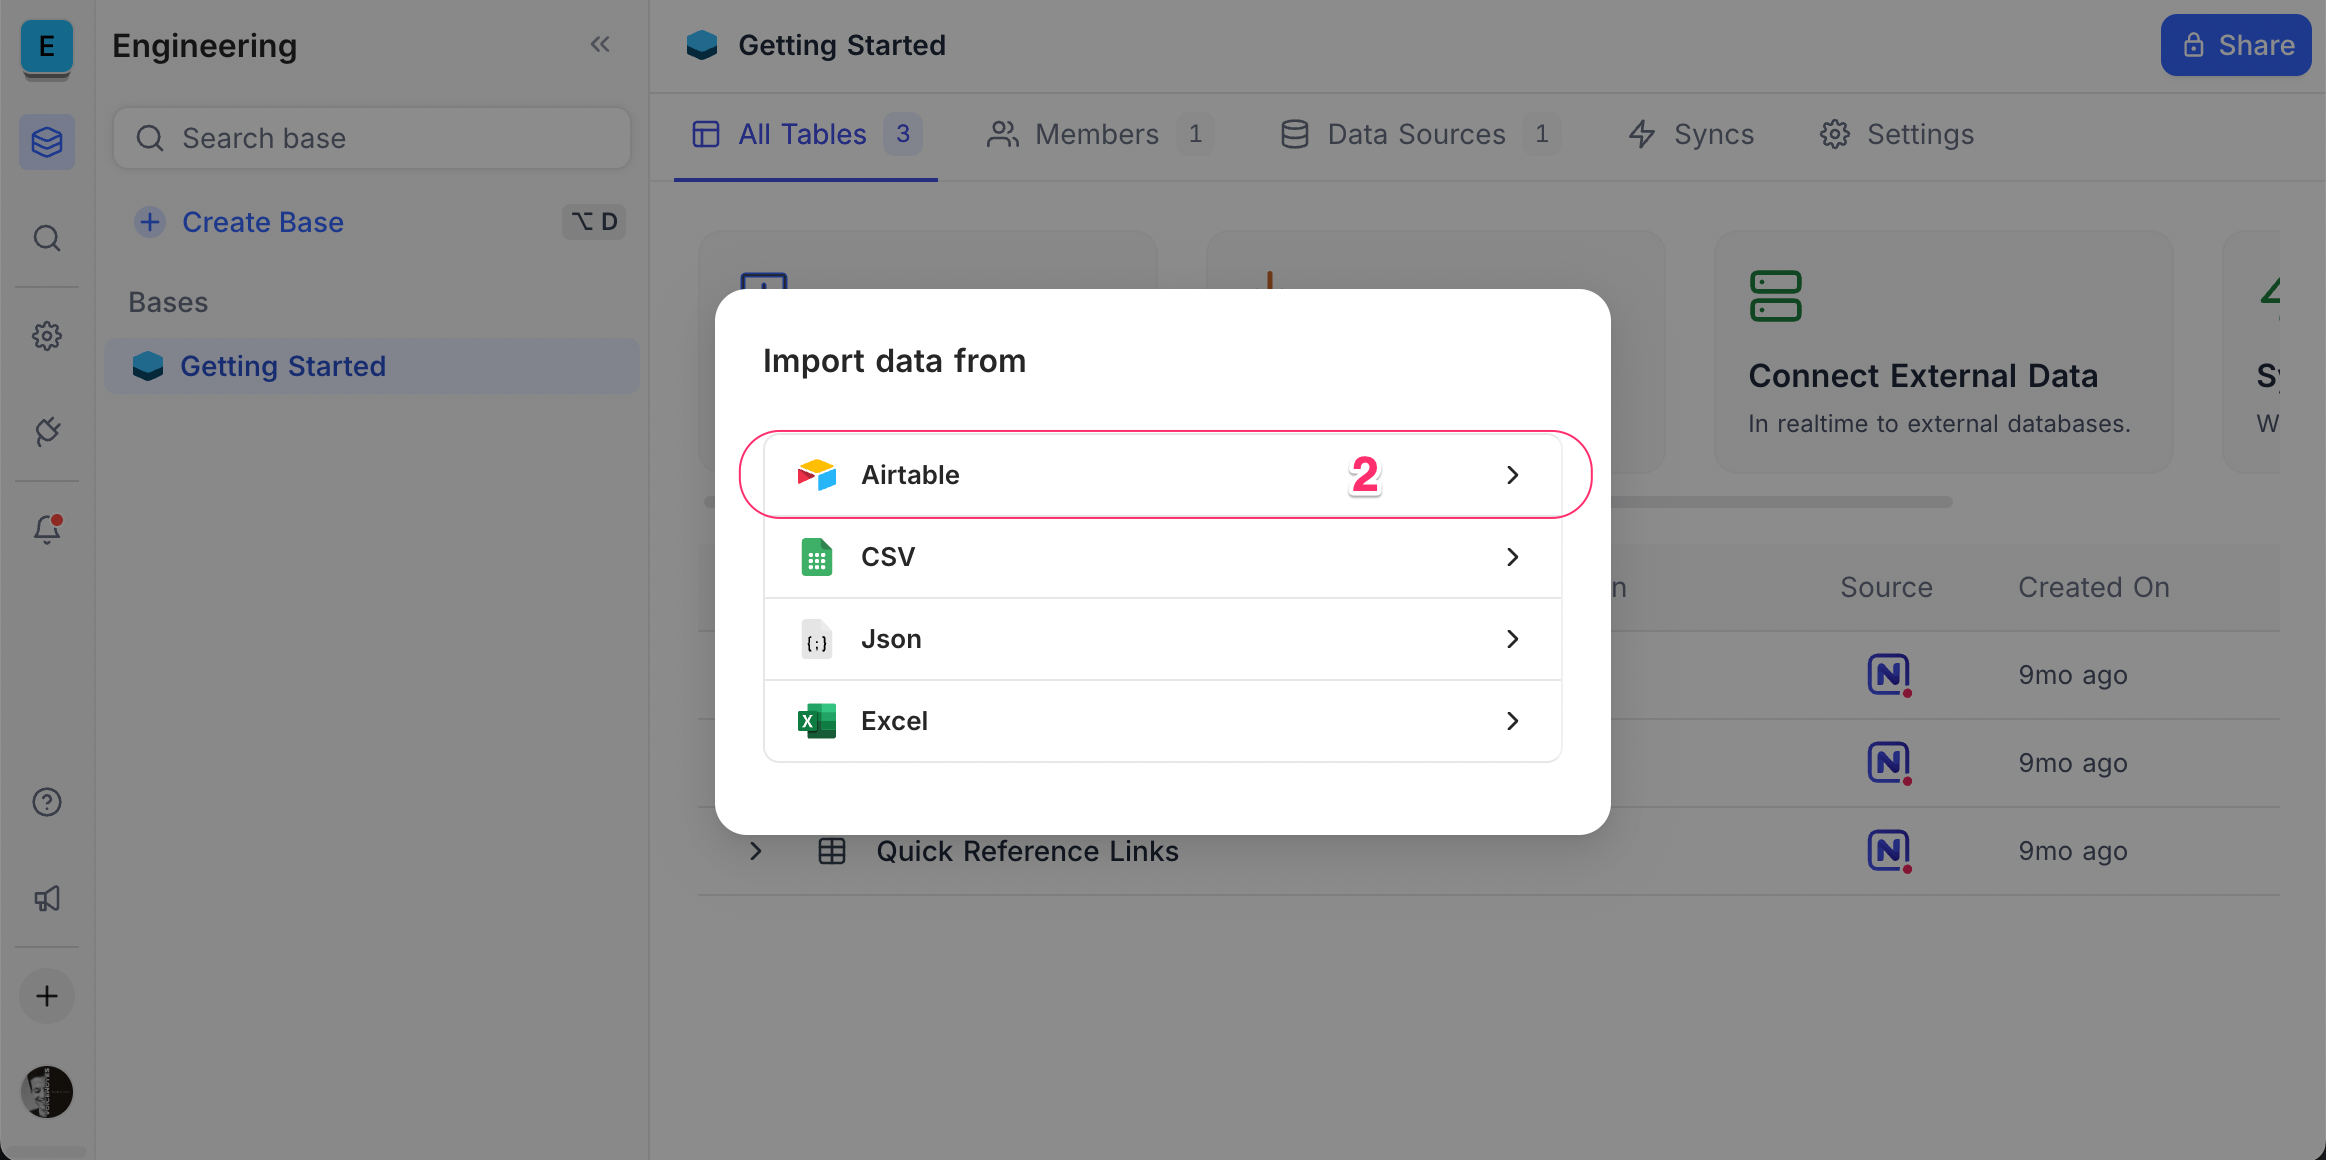 E
Engineering
Search base
Create Base
⌥ D
Bases
Getting Started
Getting Started
Share
All Tables 3
Members 1
Data Sources 1
Syncs
Settings
Connect External Data
In realtime to external databases.
Import data from
Airtable
2
CSV
Json
Excel
Source
Created On
9mo ago
9mo ago
Quick Reference Links
9mo ago